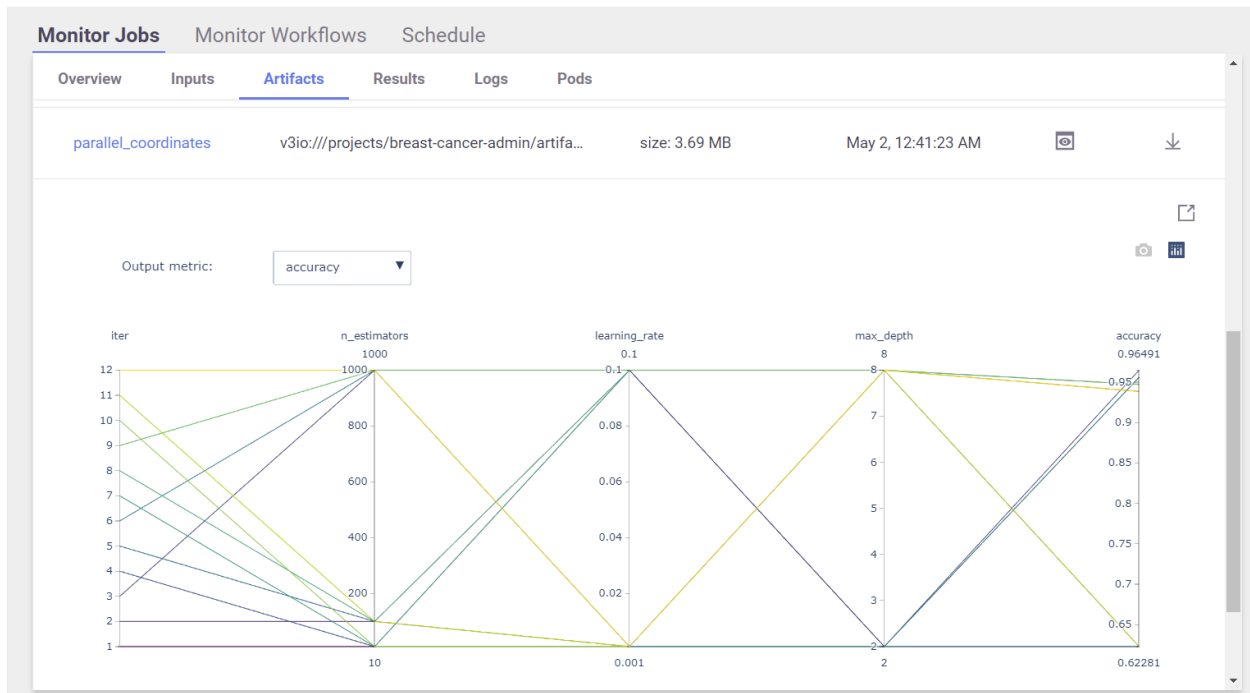 Monitor Jobs Monitor Workflows Schedule
Overview Inputs Artifacts Results Logs Pods
parallel_coordinates v3io:///projects/breast-cancer-admin/artifa... size: 3.69 MB May 2, 12:41:23 AM
Output metric: accuracy
iter n_estimators learning_rate max_depth accuracy
1000 0.1 8 0.96491
12 1000 0.1 8
0.95
11
10 800 0.08 7 0.9
9
8 600 0.06 6 0.85
7
6 5 0.8
5 400 0.04 4 0.75
4
3 200 0.02 3 0.7
2 0.65
1 2
10 0.001 2 0.62281